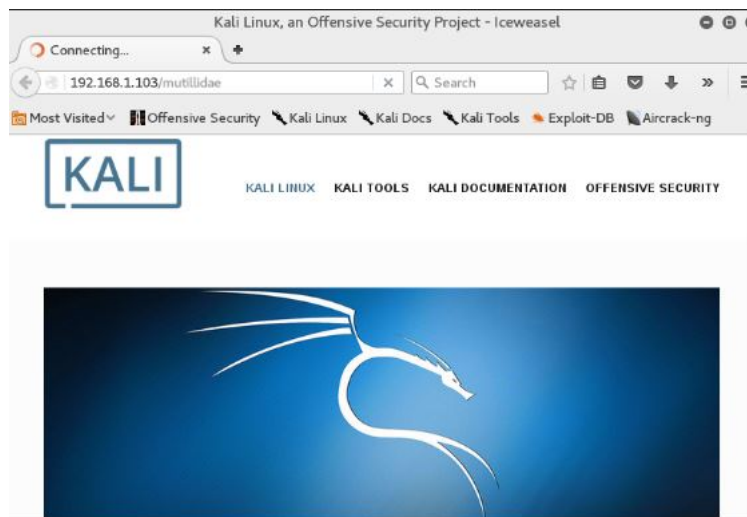 Kali Linux, an Offensive Security Project - Iceweasel
Connecting...
192.168.1.103/mutillidae Search
Most Visited Offensive Security Kali Linux Kali Docs Kali Tools Exploit-DB Aircrack-ng
KALI KALI LINUX KALI TOOLS KALI DOCUMENTATION OFFENSIVE SECURITY